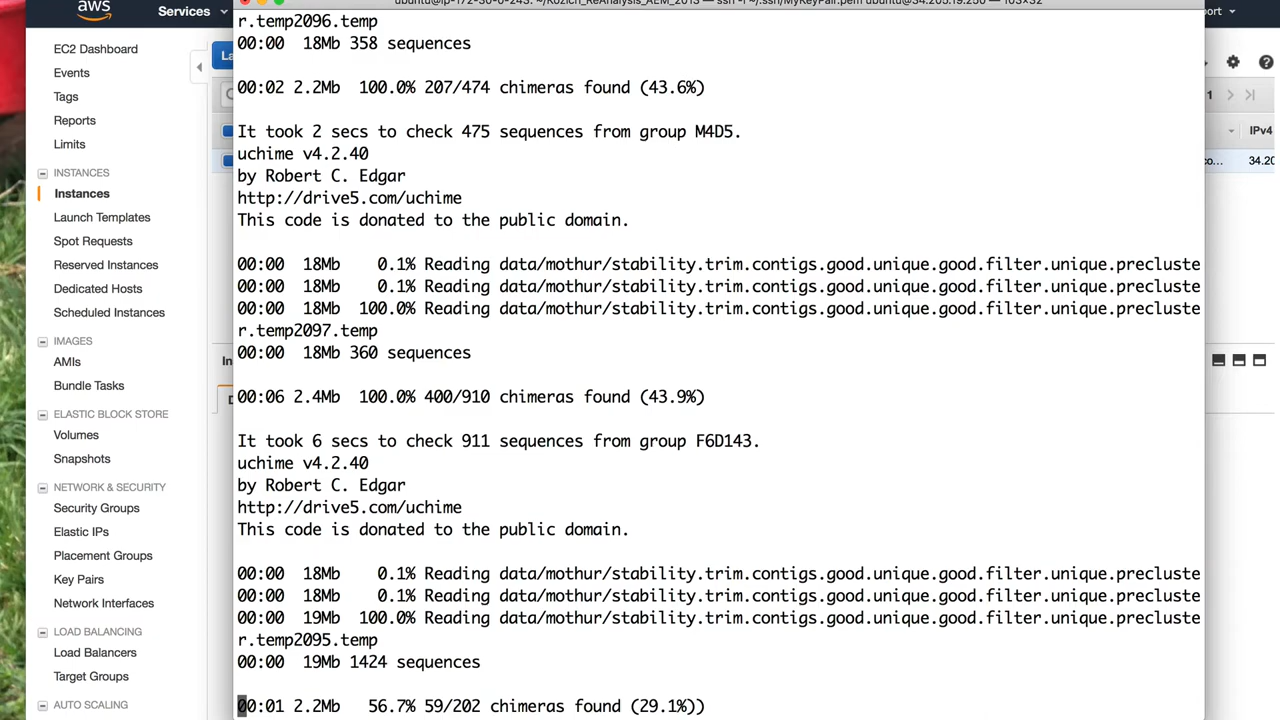 aws
Services
EC2 Dashboard
Events
Tags
Reports
Limits
INSTANCES
Instances
Launch Templates
Spot Requests
Reserved Instances
Dedicated Hosts
Scheduled Instances
IMAGES
AMIs
Bundle Tasks
ELASTIC BLOCK STORE
Volumes
Snapshots
NETWORK & SECURITY
Security Groups
Elastic IPs
Placement Groups
Key Pairs
Network Interfaces
LOAD BALANCING
Load Balancers
Target Groups
AUTO SCALING
La
In
D
r.temp2096.temp
00:00  18Mb 358 sequences
00:02 2.2Mb  100.0% 207/474 chimeras found (43.6%)
It took 2 secs to check 475 sequences from group M4D5.
uchime v4.2.40
by Robert C. Edgar
http://drive5.com/uchime
This code is donated to the public domain.
00:00  18Mb    0.1% Reading data/mothur/stability.trim.contigs.good.unique.good.filter.unique.precluste
00:00  18Mb    0.1% Reading data/mothur/stability.trim.contigs.good.unique.good.filter.unique.precluste
00:00  18Mb  100.0% Reading data/mothur/stability.trim.contigs.good.unique.good.filter.unique.precluste
r.temp2097.temp
00:00  18Mb 360 sequences
00:06 2.4Mb  100.0% 400/910 chimeras found (43.9%)
It took 6 secs to check 911 sequences from group F6D143.
uchime v4.2.40
by Robert C. Edgar
http://drive5.com/uchime
This code is donated to the public domain.
00:00  18Mb    0.1% Reading data/mothur/stability.trim.contigs.good.unique.good.filter.unique.precluste
00:00  18Mb    0.1% Reading data/mothur/stability.trim.contigs.good.unique.good.filter.unique.precluste
00:00  19Mb  100.0% Reading data/mothur/stability.trim.contigs.good.unique.good.filter.unique.precluste
r.temp2095.temp
00:00  19Mb 1424 sequences
00:01 2.2Mb   56.7% 59/202 chimeras found (29.1%))
port
1
IPv4
co... 34.20